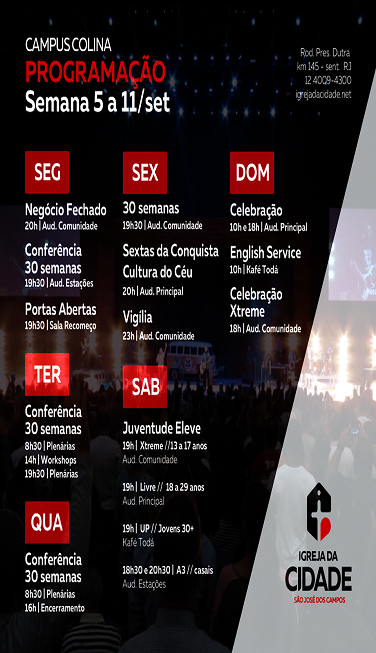 CAMPUS COLINA
PROGRAMAÇÃO
Semana 5 a 11/set
Rod. Pres. Dutra
km 145 - sent. RJ
12 4009-4300
igrejadacidade.net
SEG
Negócio Fechado
20h | Aud. Comunidade
Conferência
30 semanas
19h30 | Aud. Estações
Portas Abertas
19h30 | Sala Recomeço
TER
Conferência
30 semanas
8h30 | Plenárias
14h | Workshops
19h30 | Plenárias
QUA
Conferência
30 semanas
8h30 | Plenárias
16h | Encerramento
SEX
30 semanas
19h30 | Aud. Comunidade
Sextas da Conquista
Cultura do Céu
20h | Aud. Principal
Vigília
23h | Aud. Comunidade
SAB
Juventude Eleve
19h | Xtreme //13 a 17 anos
Aud. Comunidade
19h | Livre // 18 a 29 anos
Aud. Principal
19h | UP // Jovens 30+
Kafé Todá
18h30 e 20h30 | A3 // casais
Aud. Estações
DOM
Celebração
10h e 18h | Aud. Principal
English Service
10h | Kafé Todá
Celebração
Xtreme
18h | Aud. Comunidade
IGREJA DA
CIDADE
SÃO JOSÉ DOS CAMPOS